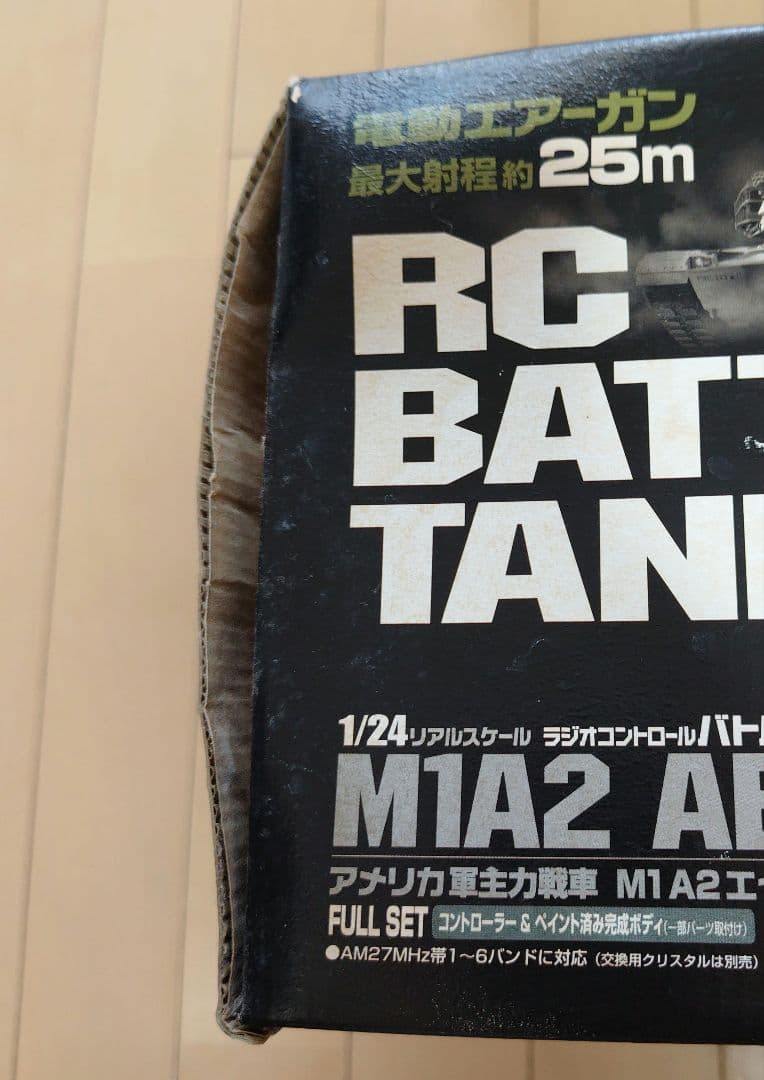 電動エアーガン
最大射程約25m
RC
BATT
TAN
1/24リアルスケール ラジオコントロールバト
M1A2 AB
アメリカ軍主力戦車 M1A2エイ
FULL SET コントローラー & ペイント済み完成ボディ(一部パーツ取付け)
●AM27MHz帯1～6バンドに対応（交換用クリスタルは別売）